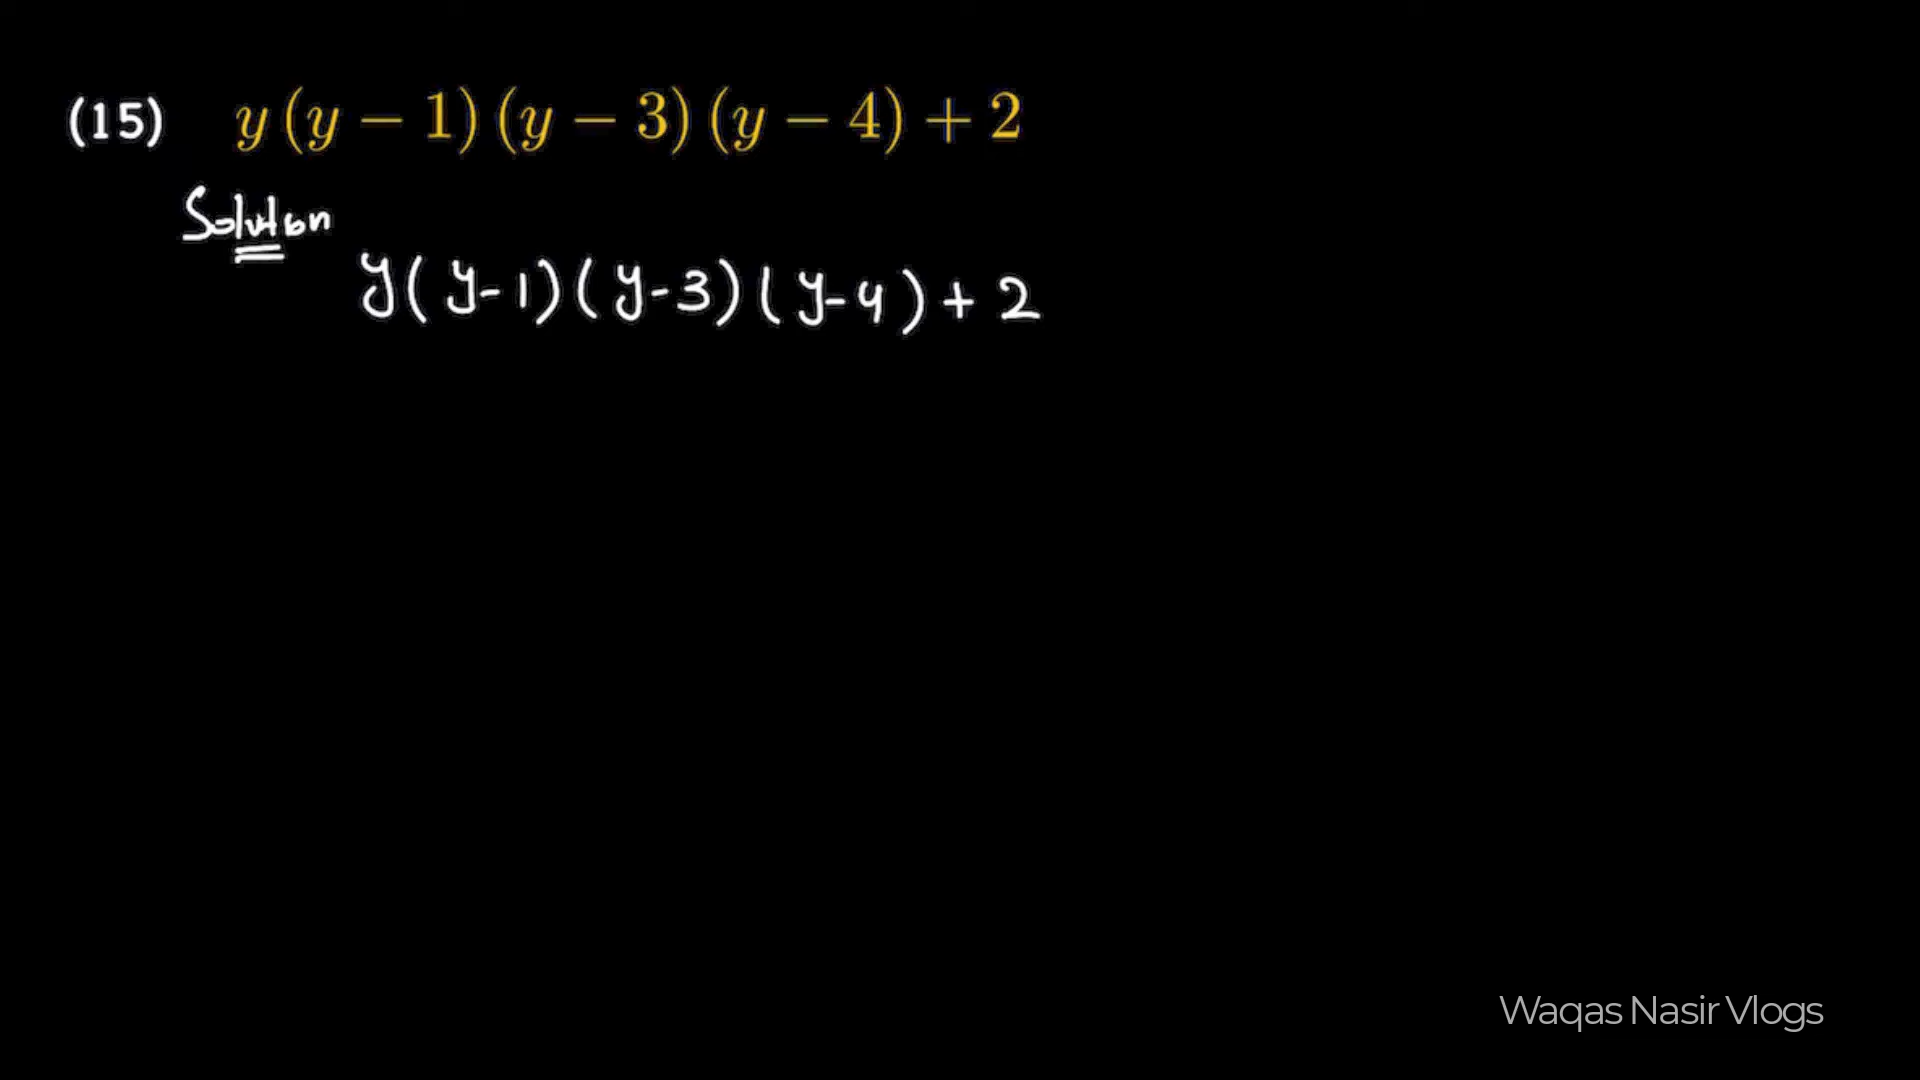 (15) y (y − 1) (y − 3) (y − 4) + 2
Solution
y(y-1)(y-3)(y-4)+2
Waqas Nasir Vlogs